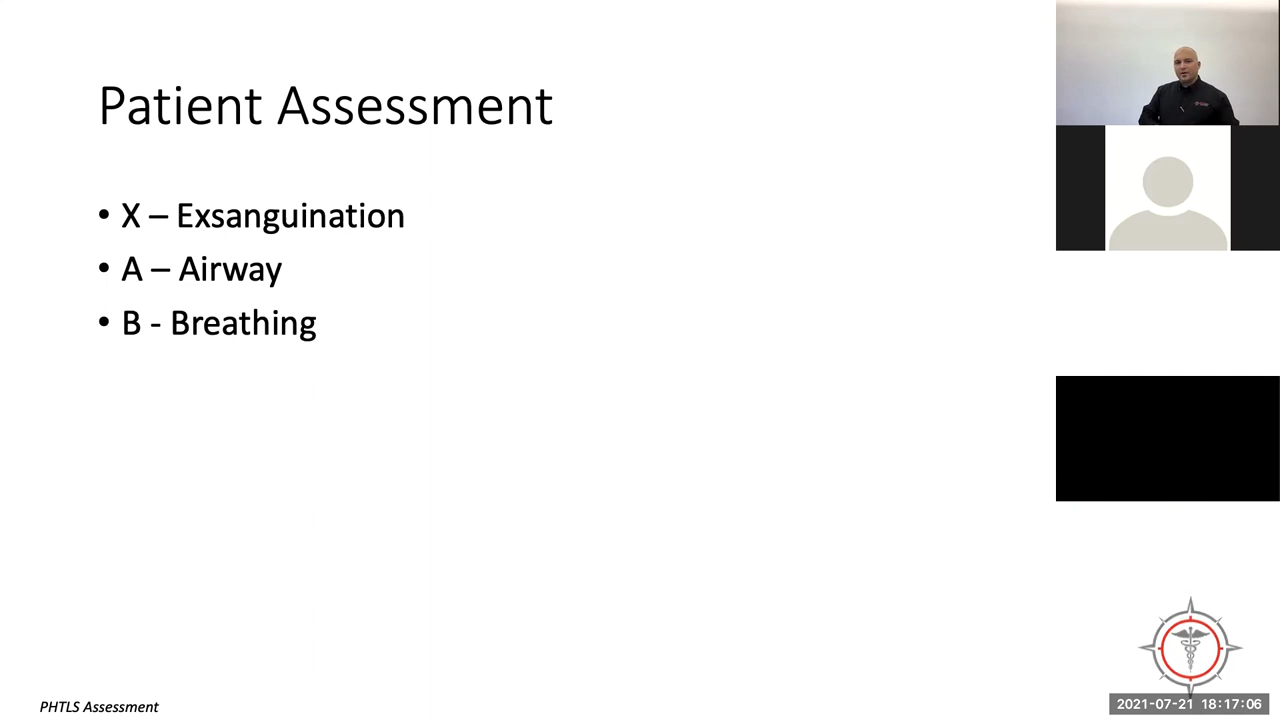 Patient Assessment
• X – Exsanguination
• A – Airway
• B - Breathing
PHTLS Assessment
2021-07-21 18:17:06